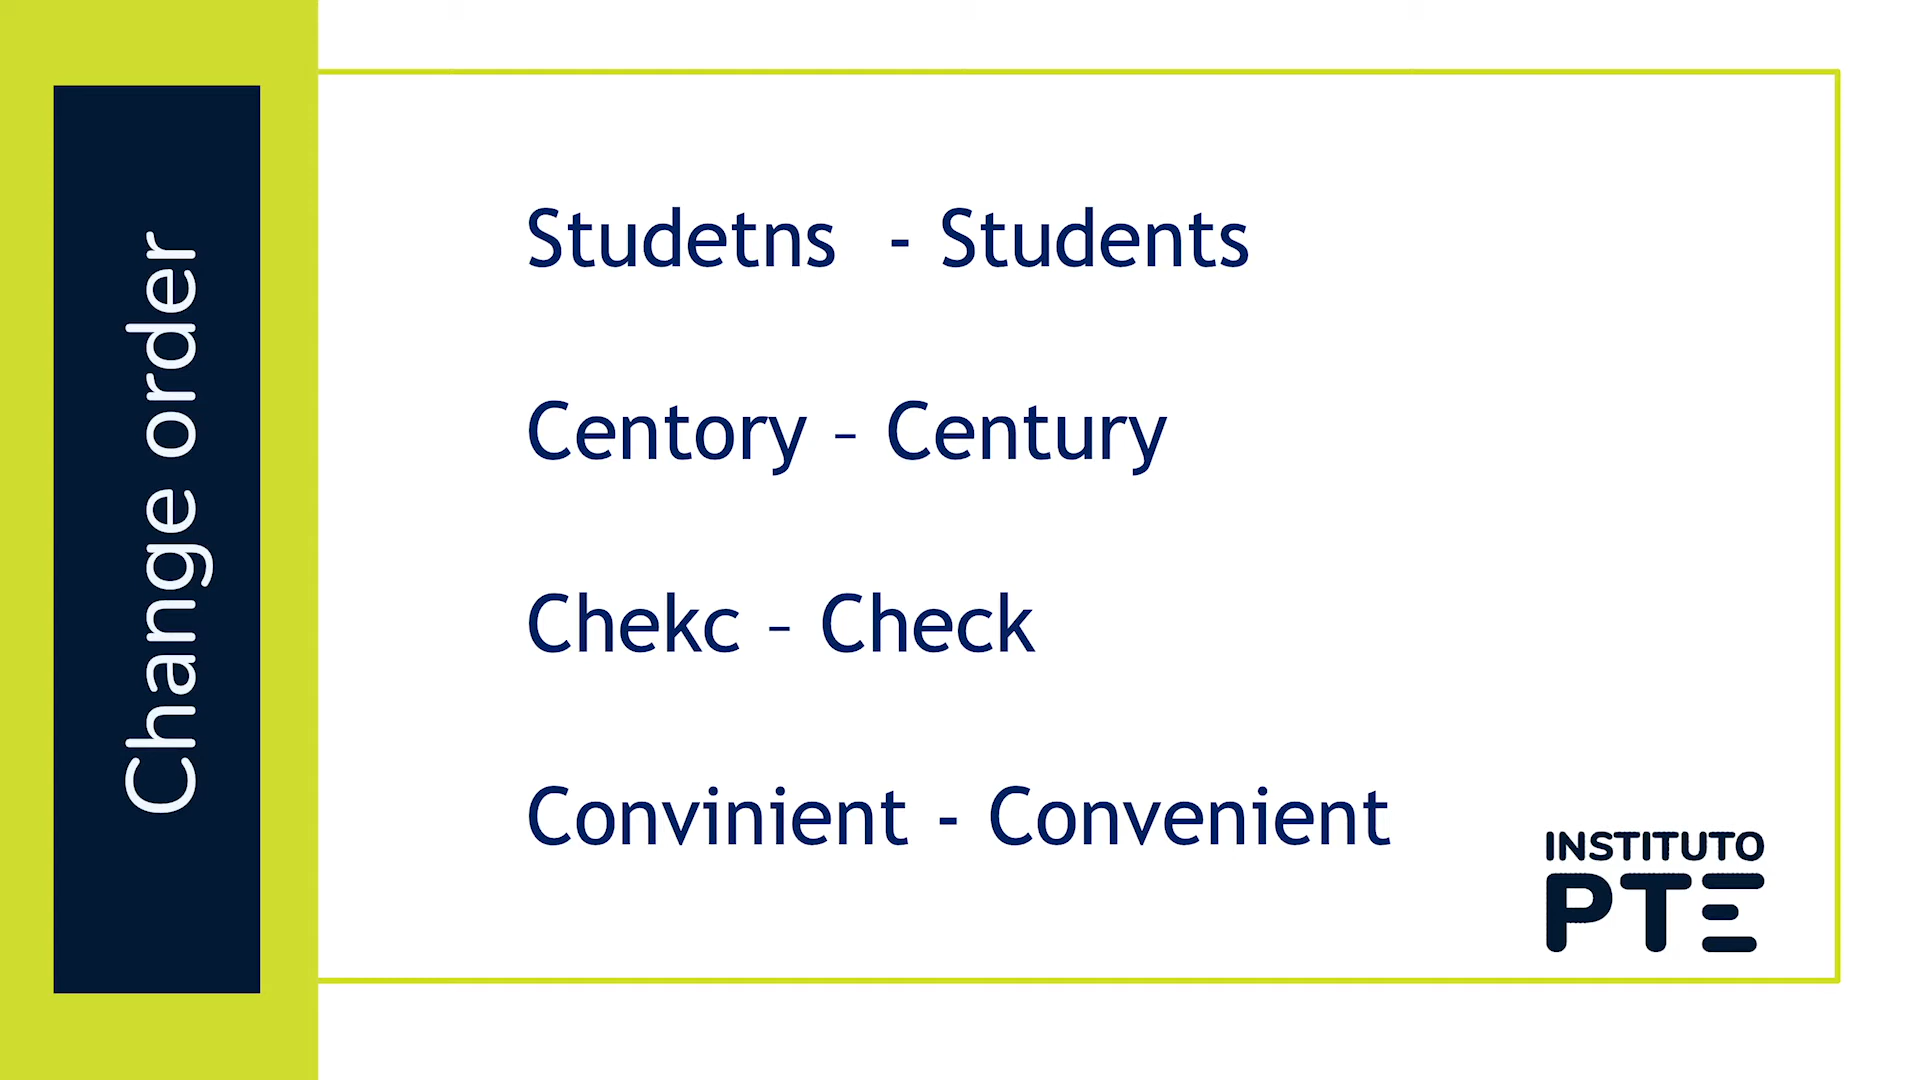 Change order
Studetns - Students
Centory – Century
Chekc – Check
Convinient - Convenient
INSTITUTO
PTE